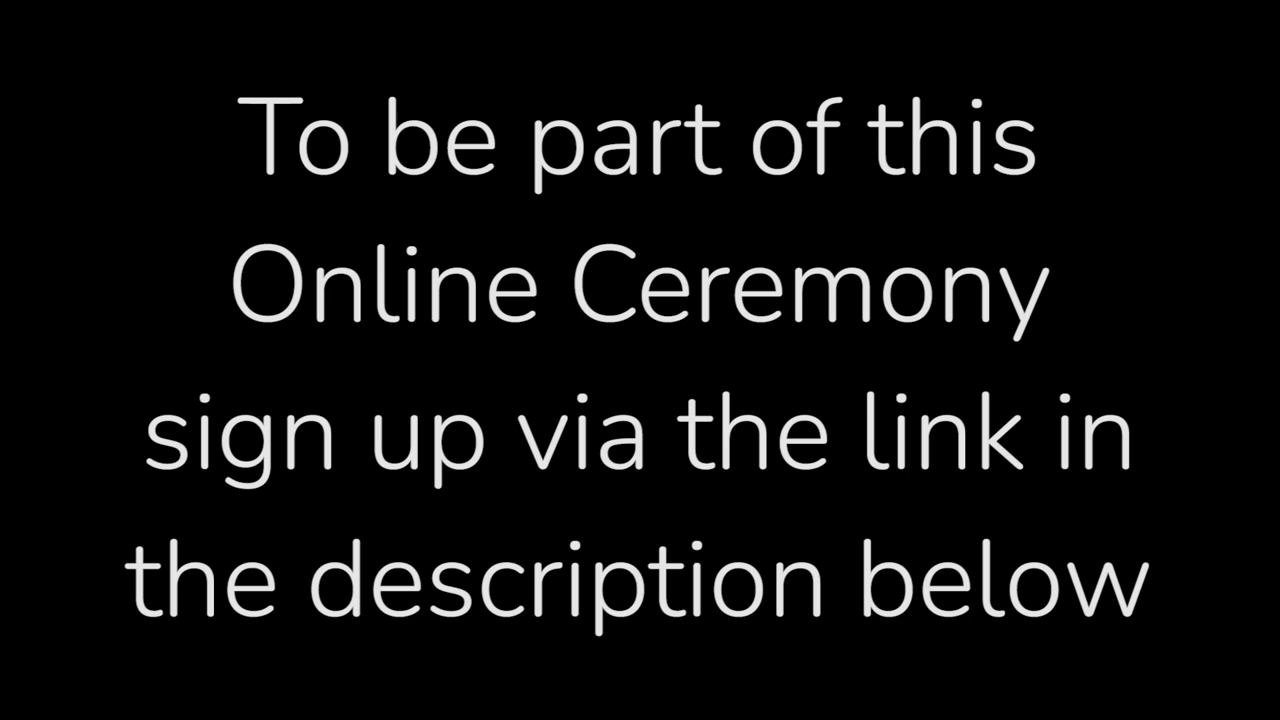 To be part of this
Online Ceremony
sign up via the link in
the description below